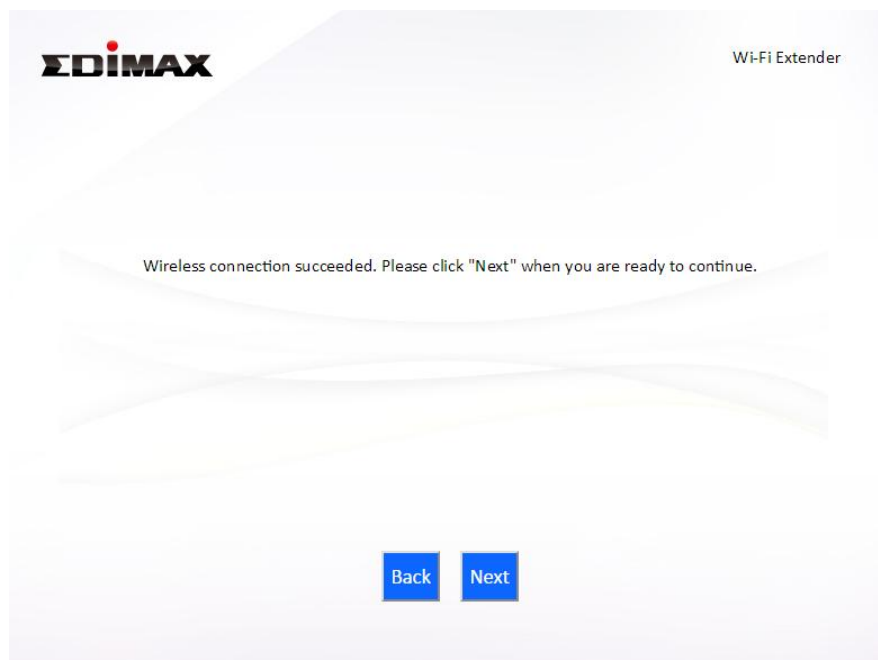 EDIMAX
Wi-Fi Extender
Wireless connection succeeded. Please click "Next" when you are ready to continue.
Back
Next